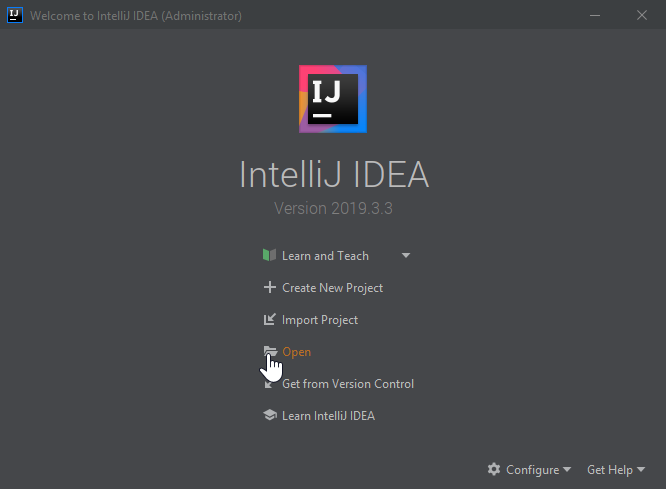 Welcome to IntelliJ IDEA (Administrator)
IJ
IntelliJ IDEA
Version 2019.3.3
Learn and Teach
Create New Project
Import Project
Open
Get from Version Control
Learn IntelliJ IDEA
Configure Get Help